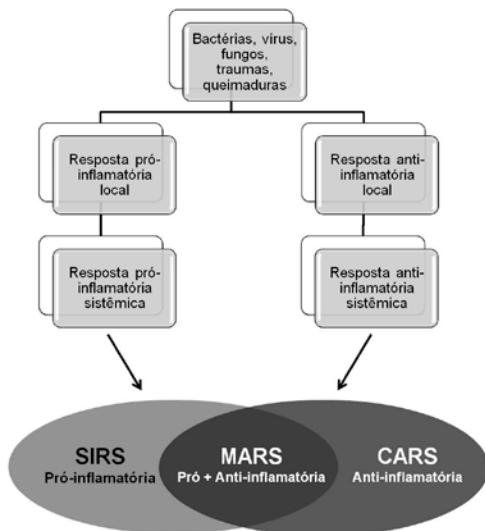 Bactérias, vírus,
fungos,
traumas,
queimaduras
Resposta pró-
inflamatória
local
Resposta anti-
inflamatória
local
Resposta pró-
inflamatória
sistêmica
Resposta anti-
inflamatória
sistêmica
SIRS
Pró-inflamatória
MARS
Pró + Anti-inflamatória
CARS
Anti-inflamatória